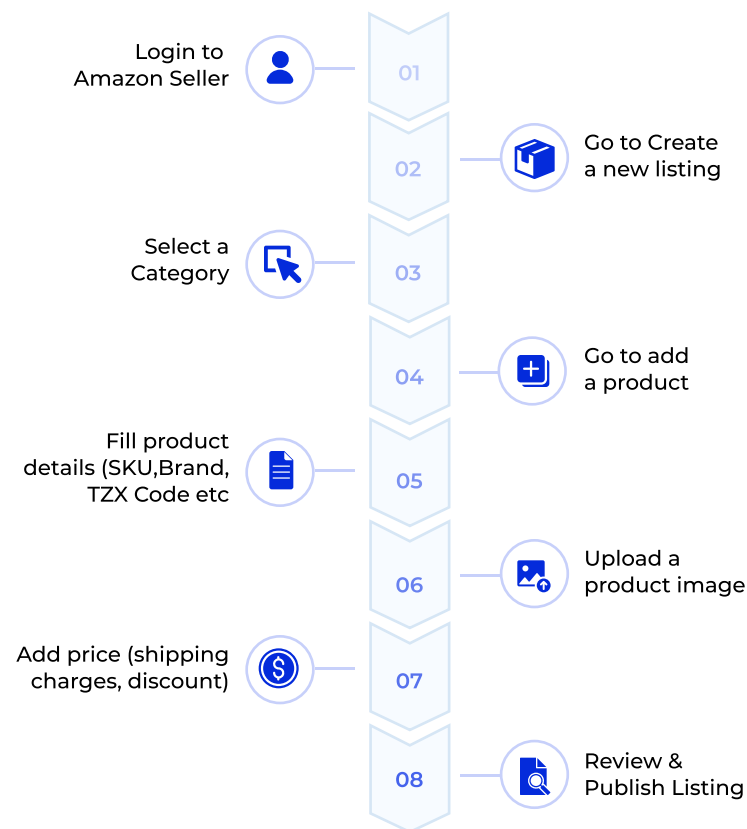 Login to
Amazon Seller
01
02
Go to Create
a new listing
Select a
Category
03
04
Go to add
a product
Fill product
details (SKU,Brand,
TZX Code etc
05
06
Upload a
product image
Add price (shipping
charges, discount)
07
08
Review &
Publish Listing